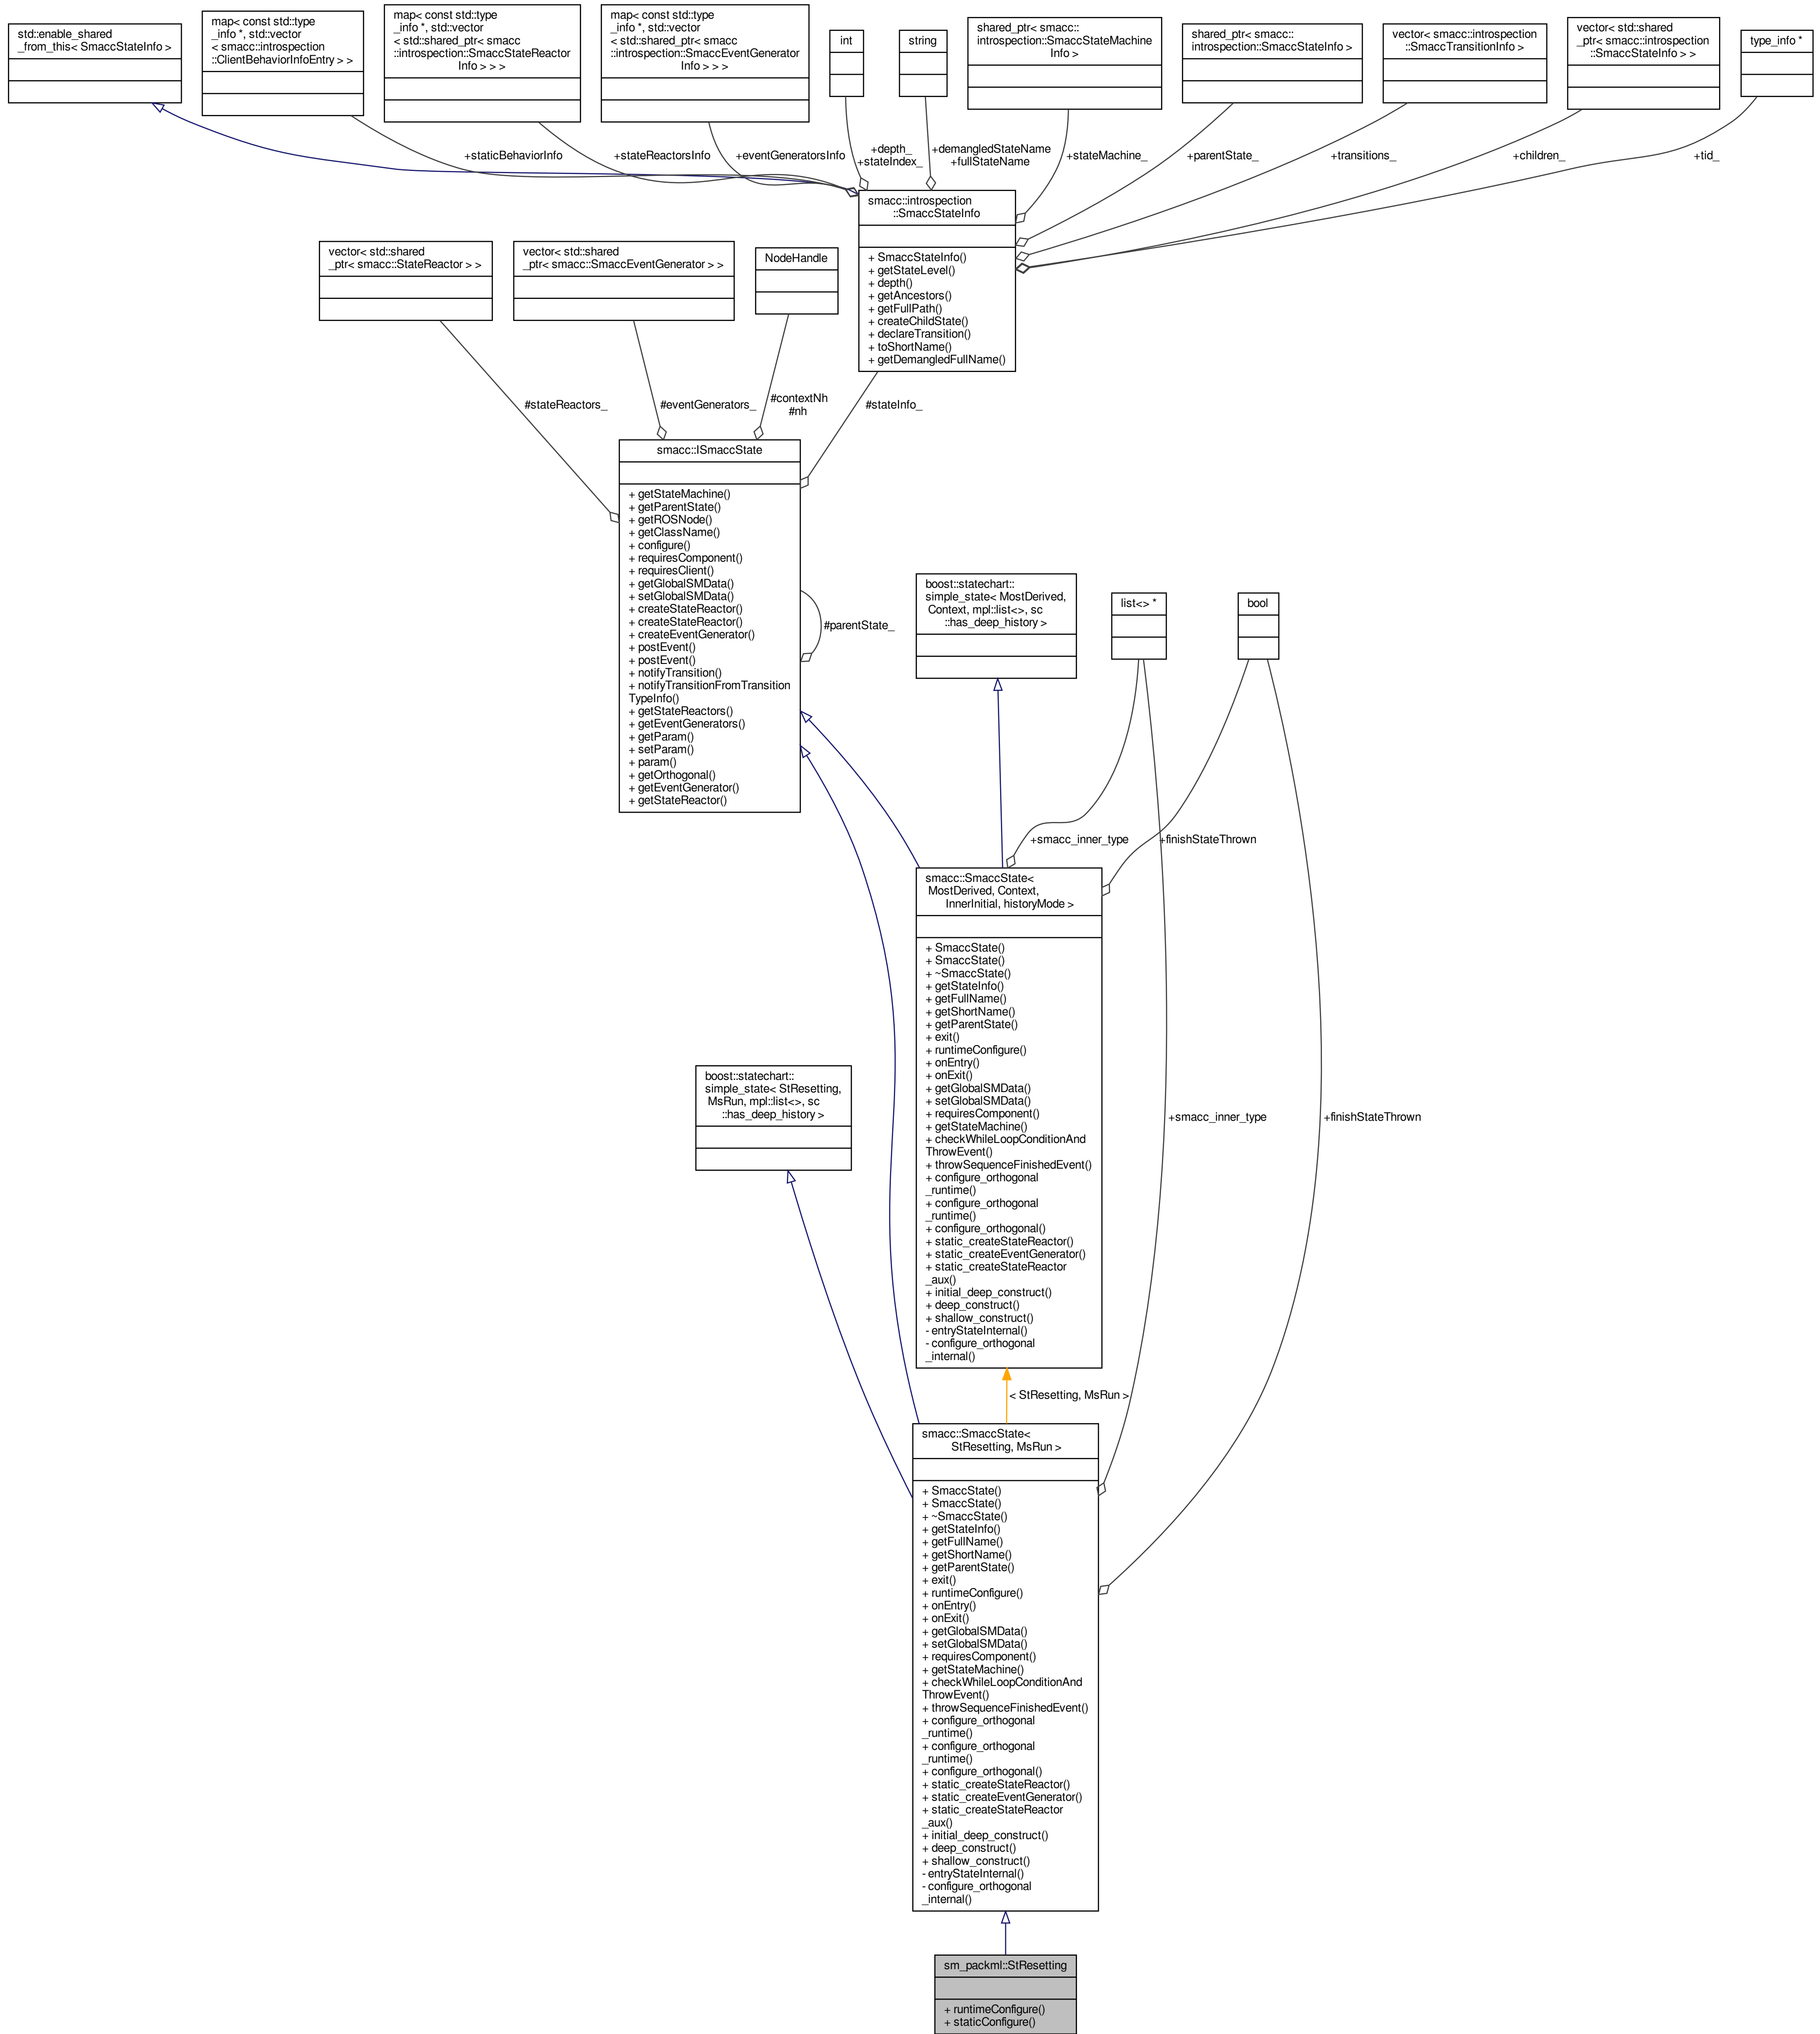 std::enable_shared
_from_this< SmaccStateInfo >
map< const std::type
_info *, std::vector
< smacc::introspection
::ClientBehaviorInfoEntry > >
map< const std::type
_info *, std::vector
< std::shared_ptr< smacc
::introspection::SmaccStateReactor
Info > > >
map< const std::type
_info *, std::vector
< std::shared_ptr< smacc
::introspection::SmaccEventGenerator
Info > > >
int
string
shared_ptr< smacc::
introspection::SmaccStateMachine
Info >
shared_ptr< smacc::
introspection::SmaccStateInfo >
vector< smacc::introspection
::SmaccTransitionInfo >
vector< std::shared
_ptr< smacc::introspection
::SmaccStateInfo > >
type_info *
+staticBehaviorInfo
+stateReactorsInfo
+eventGeneratorsInfo
+depth_
+stateIndex_
+demangledStateName
+fullStateName
+stateMachine_
+parentState_
+transitions_
+children_
+tid_
smacc::introspection
::SmaccStateInfo
+ SmaccStateInfo()
+ getStateLevel()
+ depth()
+ getAncestors()
+ getFullPath()
+ createChildState()
+ declareTransition()
+ toShortName()
+ getDemangledFullName()
vector< std::shared
_ptr< smacc::StateReactor > >
vector< std::shared
_ptr< smacc::SmaccEventGenerator > >
NodeHandle
#stateReactors_
#eventGenerators_
#contextNh
#nh
#stateInfo_
smacc::ISmaccState
+ getStateMachine()
+ getParentState()
+ getROSNode()
+ getClassName()
+ configure()
+ requiresComponent()
+ requiresClient()
+ getGlobalSMData()
+ setGlobalSMData()
+ createStateReactor()
+ createStateReactor()
+ createEventGenerator()
+ postEvent()
+ postEvent()
+ notifyTransition()
+ notifyTransitionFromTransition
TypeInfo()
+ getStateReactors()
+ getEventGenerators()
+ getParam()
+ setParam()
+ param()
+ getOrthogonal()
+ getEventGenerator()
+ getStateReactor()
#parentState_
boost::statechart::
simple_state< MostDerived,
Context, mpl::list<>, sc
::has_deep_history >
list<> *
bool
+smacc_inner_type
+finishStateThrown
smacc::SmaccState<
MostDerived, Context,
InnerInitial, historyMode >
+ SmaccState()
+ SmaccState()
+ ~SmaccState()
+ getStateInfo()
+ getFullName()
+ getShortName()
+ getParentState()
+ exit()
+ runtimeConfigure()
+ onEntry()
+ onExit()
+ getGlobalSMData()
+ setGlobalSMData()
+ requiresComponent()
+ getStateMachine()
+ checkWhileLoopConditionAnd
ThrowEvent()
+ throwSequenceFinishedEvent()
+ configure_orthogonal
_runtime()
+ configure_orthogonal
_runtime()
+ configure_orthogonal()
+ static_createStateReactor()
+ static_createEventGenerator()
+ static_createStateReactor
_aux()
+ initial_deep_construct()
+ deep_construct()
+ shallow_construct()
- entryStateInternal()
- configure_orthogonal
_internal()
boost::statechart::
simple_state< StResetting,
MsRun, mpl::list<>, sc
::has_deep_history >
+smacc_inner_type
+finishStateThrown
< StResetting, MsRun >
smacc::SmaccState<
StResetting, MsRun >
+ SmaccState()
+ SmaccState()
+ ~SmaccState()
+ getStateInfo()
+ getFullName()
+ getShortName()
+ getParentState()
+ exit()
+ runtimeConfigure()
+ onEntry()
+ onExit()
+ getGlobalSMData()
+ setGlobalSMData()
+ requiresComponent()
+ getStateMachine()
+ checkWhileLoopConditionAnd
ThrowEvent()
+ throwSequenceFinishedEvent()
+ configure_orthogonal
_runtime()
+ configure_orthogonal
_runtime()
+ configure_orthogonal()
+ static_createStateReactor()
+ static_createEventGenerator()
+ static_createStateReactor
_aux()
+ initial_deep_construct()
+ deep_construct()
+ shallow_construct()
- entryStateInternal()
- configure_orthogonal
_internal()
sm_packml::StResetting
+ runtimeConfigure()
+ staticConfigure()